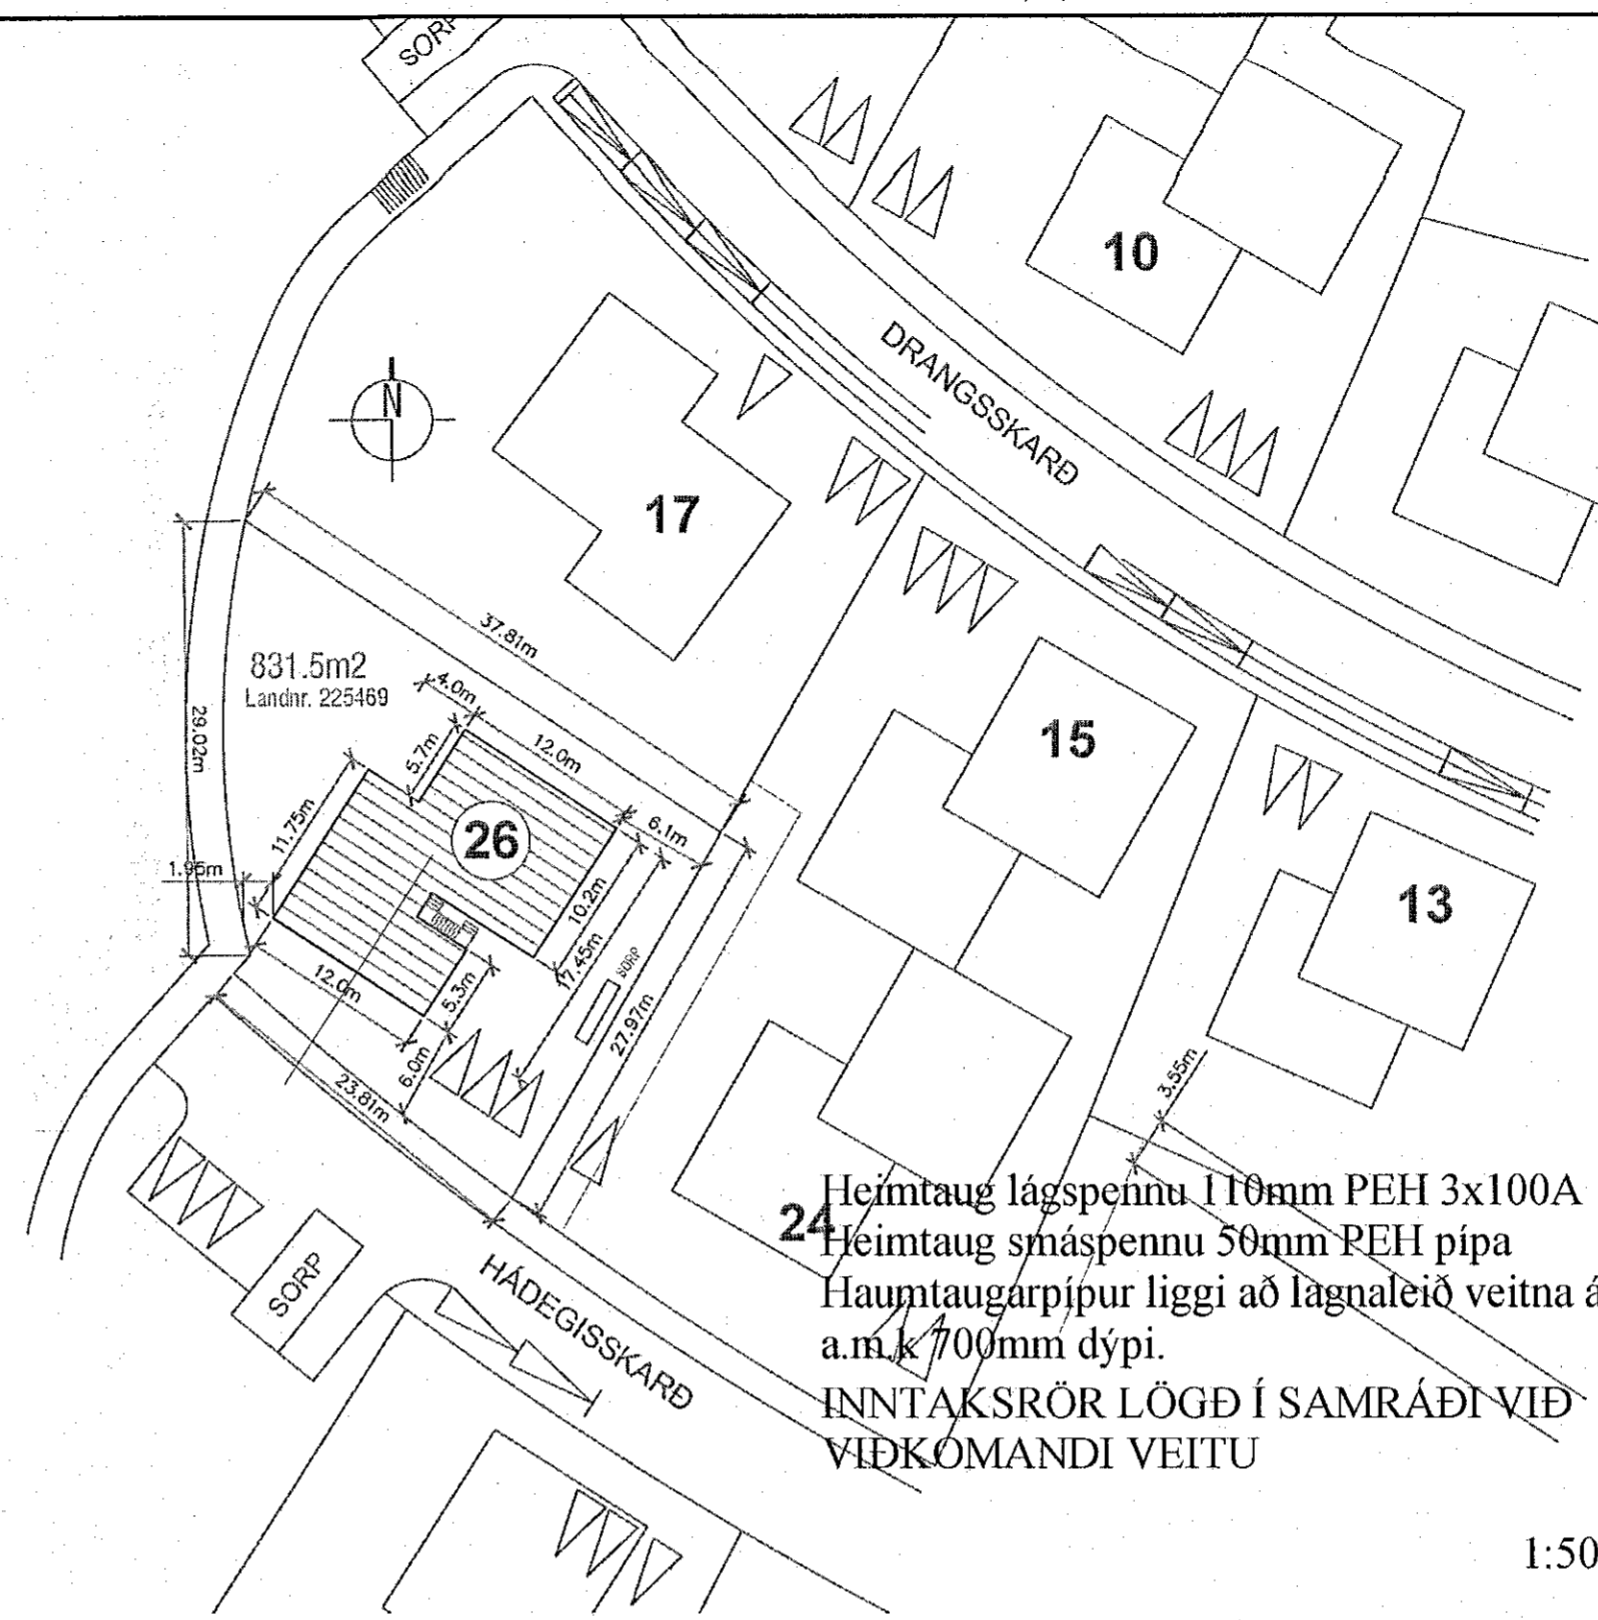 SORP
10
DRANGSSKARÐ
N
17
37.81m
831.5m2
Landnr. 225469
29.02m
4.0m
5.7m
12.0m
15
11.75m
26
6.1m
1.95m
10.2m
17.45m
SORP
13
12.0m
5.3m
27.97m
6.0m
23.81m
3.55m
24
Heimtaug lágspennu 110mm PEH 3x100A
Heimtaug smáspennu 50mm PEH pípa
Haumtaugarpípur liggi að lagnaleið veitna á
a.m.k 700mm dýpi.
INNTAKSRÖR LÖGÐ Í SAMRÁÐI VIÐ
VIÐKOMANDI VEITU
SORP
HÁDEGISSKARÐ
1:50